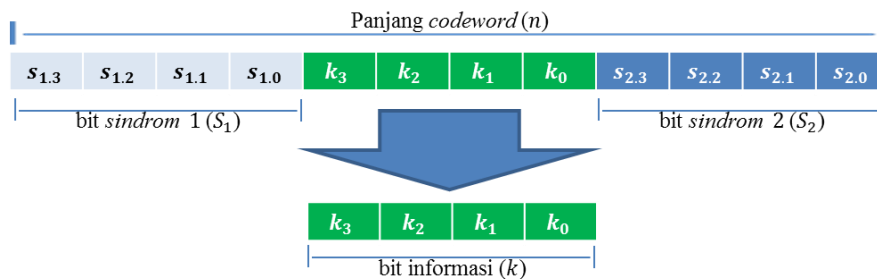 Panjang codeword (n)
s₁.₃ s₁.₂ s₁.₁ s₁.₀ k₃ k₂ k₁ k₀ s₂.₃ s₂.₂ s₂.₁ s₂.₀
bit sindrom 1 (S₁) bit sindrom 2 (S₂)
k₃ k₂ k₁ k₀
bit informasi (k)